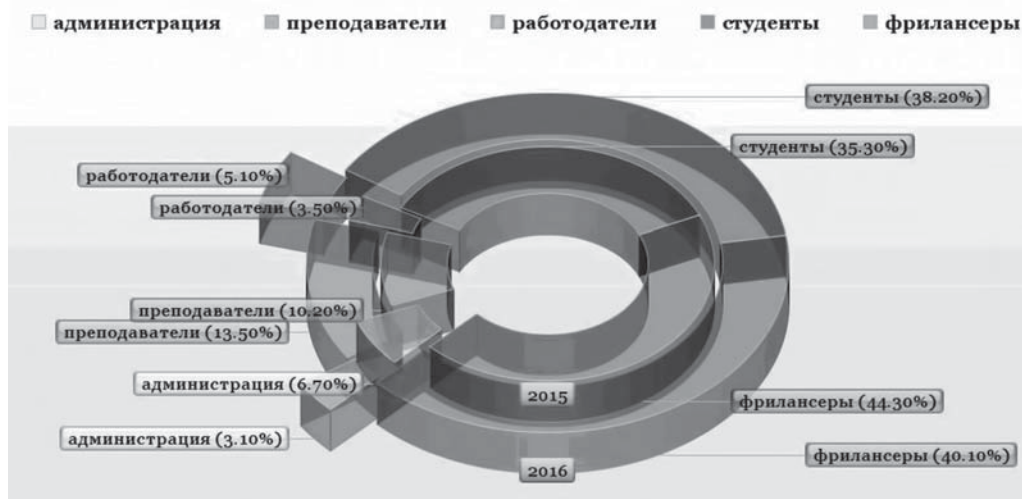 администрация преподаватели работодатели студенты фрилансеры
студенты (38.20%)
студенты (35.30%)
работодатели (5.10%)
работодатели (3.50%)
преподаватели (10.20%)
преподаватели (13.50%)
администрация (6.70%)
2015
фрилансеры (44.30%)
администрация (3.10%)
фрилансеры (40.10%)
2016